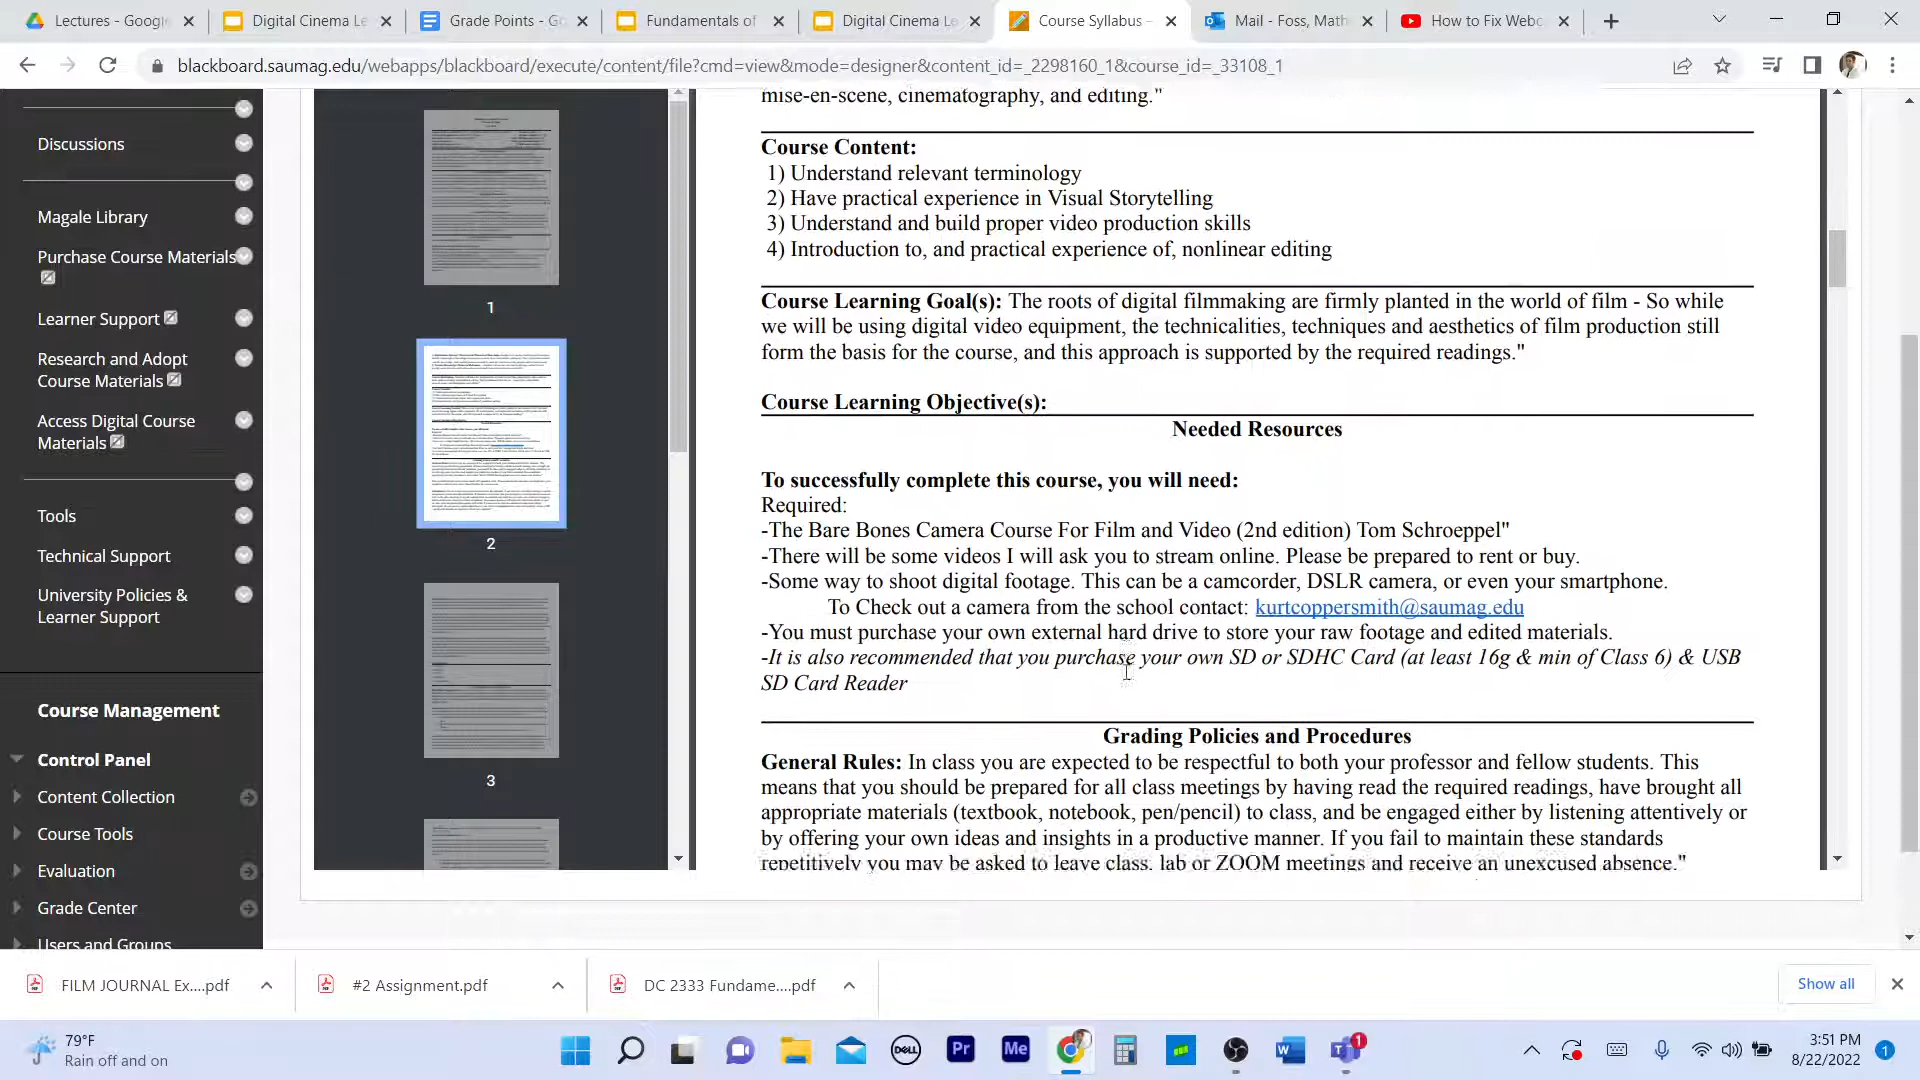 Lectures - Google
Digital Cinema Le
Grade Points - Go
Fundamentals of
Digital Cinema Le
Course Syllabus –
Mail - Foss, Math
How to Fix Webc
blackboard.saumag.edu/webapps/blackboard/execute/content/file?cmd=view&mode=designer&content_id=_2298160_1&course_id=_33108_1
Discussions
Magale Library
Purchase Course Materials
Learner Support
Research and Adopt
Course Materials
Access Digital Course
Materials
Tools
Technical Support
University Policies &
Learner Support
Course Management
Control Panel
Content Collection
Course Tools
Evaluation
Grade Center
Users and Groups
1
2
3
mise-en-scene, cinematography, and editing."
Course Content:
1) Understand relevant terminology
2) Have practical experience in Visual Storytelling
3) Understand and build proper video production skills
4) Introduction to, and practical experience of, nonlinear editing
Course Learning Goal(s): The roots of digital filmmaking are firmly planted in the world of film - So while
we will be using digital video equipment, the technicalities, techniques and aesthetics of film production still
form the basis for the course, and this approach is supported by the required readings."
Course Learning Objective(s):
Needed Resources
To successfully complete this course, you will need:
Required:
-The Bare Bones Camera Course For Film and Video (2nd edition) Tom Schroeppel"
-There will be some videos I will ask you to stream online. Please be prepared to rent or buy.
-Some way to shoot digital footage. This can be a camcorder, DSLR camera, or even your smartphone.
To Check out a camera from the school contact: kurtcoppersmith@saumag.edu
-You must purchase your own external hard drive to store your raw footage and edited materials.
-It is also recommended that you purchase your own SD or SDHC Card (at least 16g & min of Class 6) & USB
SD Card Reader
Grading Policies and Procedures
General Rules: In class you are expected to be respectful to both your professor and fellow students. This
means that you should be prepared for all class meetings by having read the required readings, have brought all
appropriate materials (textbook, notebook, pen/pencil) to class, and be engaged either by listening attentively or
by offering your own ideas and insights in a productive manner. If you fail to maintain these standards
repetitively you may be asked to leave class, lab or ZOOM meetings and receive an unexcused absence."
FILM JOURNAL Ex....pdf
#2 Assignment.pdf
DC 2333 Fundame....pdf
Show all
79°F
Rain off and on
DELL
Pr
Me
W
T
1
3:51 PM
8/22/2022
1